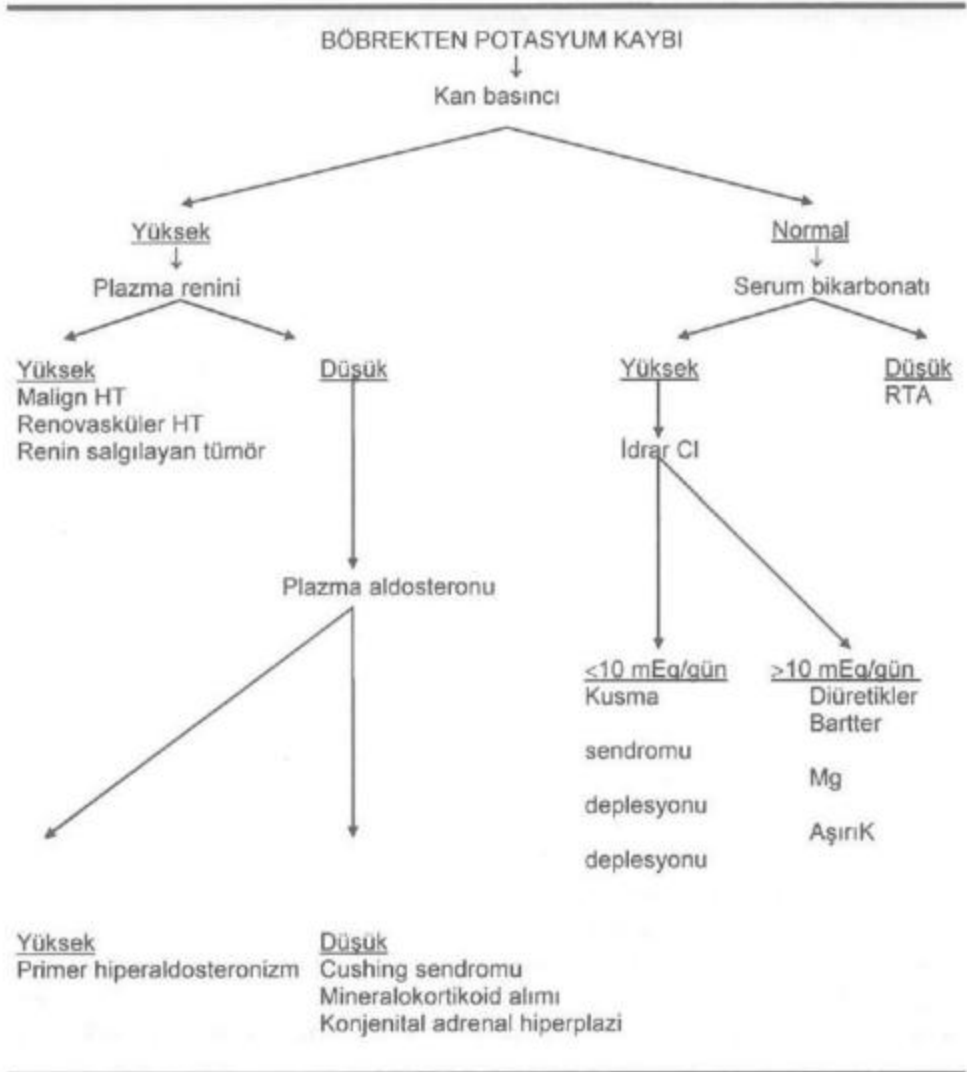 BÖBREKTEN POTASYUM KAYBI
Kan basıncı
Yüksek
Normal
Plazma renini
Serum bikarbonatı
Yüksek
Malign HT
Renovasküler HT
Renin salgılayan tümör
Düşük
Yüksek
Düşük
RTA
İdrar Cl
Plazma aldosteronu
<10 mEq/gün
>10 mEq/gün
Kusma
Diüretikler
Bartter
sendromu
Mg
deplesyonu
AşırıK
deplesyonu
Yüksek
Primer hiperaldosteronizm
Düşük
Cushing sendromu
Mineralokortikoid alımı
Konjenital adrenal hiperplazi